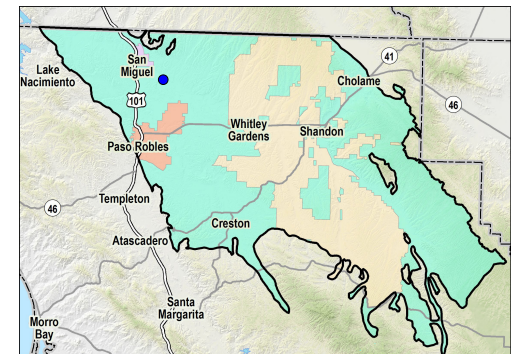 Lake
Nacimiento
San
Miguel
41
Cholame
101
46
Whitley
Gardens
Shandon
Paso Robles
Templeton
46
Creston
Atascadero
Santa
Margarita
Morro
Bay